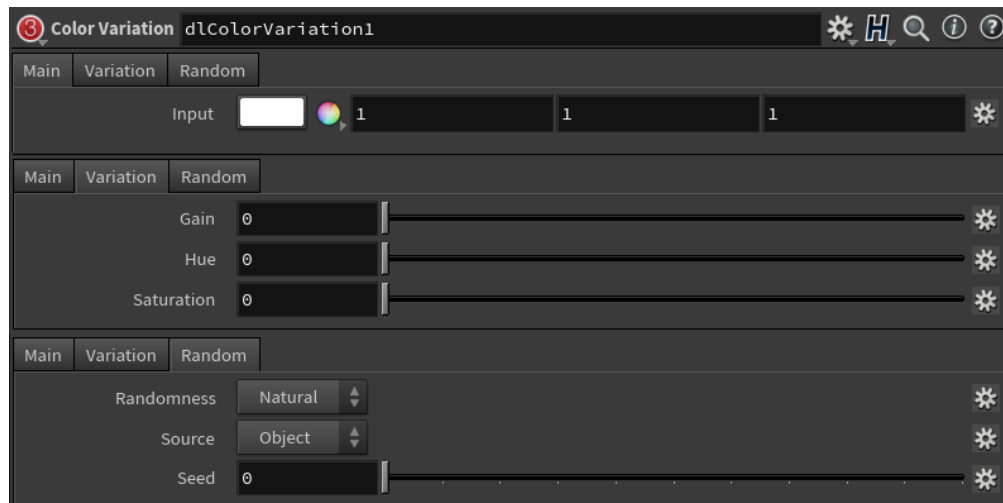 3 Color Variation dlColorVariation1
Main Variation Random
Input 1 1 1
Main Variation Random
Gain 0
Hue 0
Saturation 0
Main Variation Random
Randomness Natural
Source Object
Seed 0